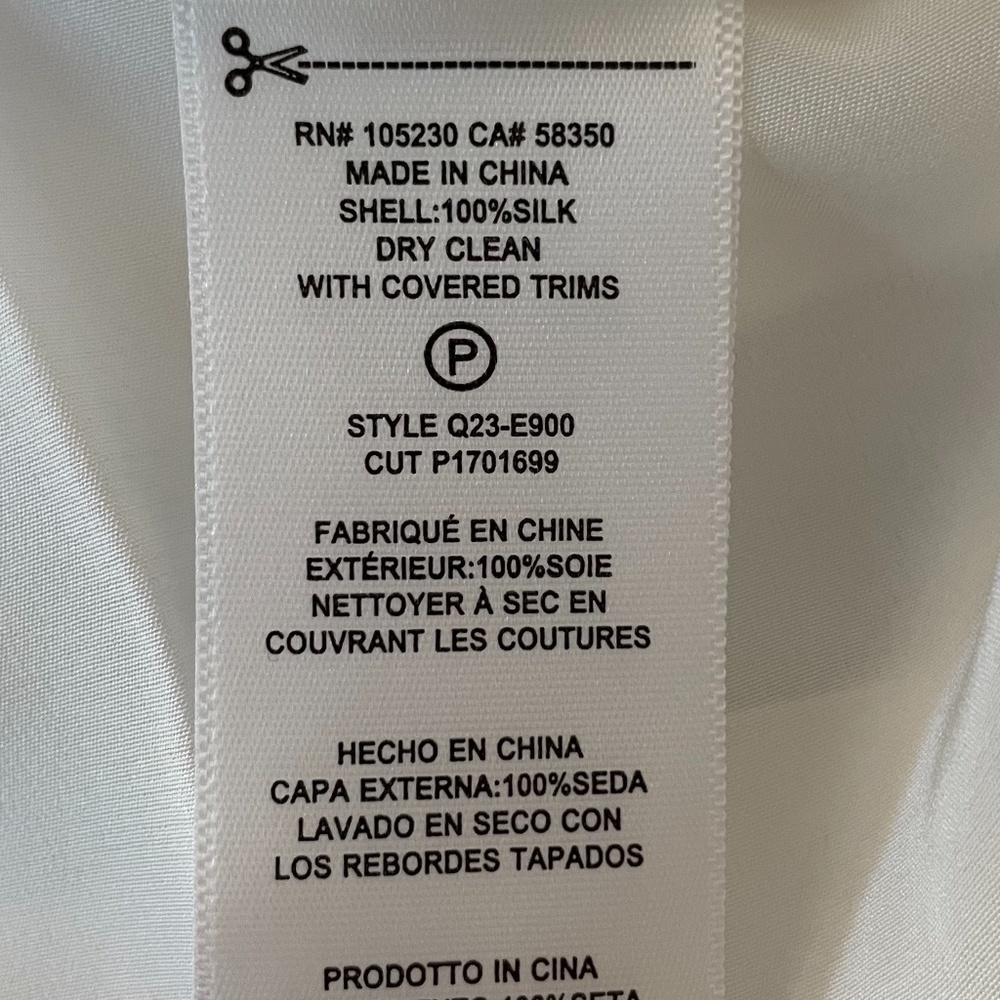 RN# 105230 CA# 58350
MADE IN CHINA
SHELL:100%SILK
DRY CLEAN
WITH COVERED TRIMS
P
STYLE Q23-E900
CUT P1701699
FABRIQUÉ EN CHINE
EXTÉRIEUR:100%SOIE
NETTOYER À SEC EN
COUVRANT LES COUTURES
HECHO EN CHINA
CAPA EXTERNA:100%SEDA
LAVADO EN SECO CON
LOS REBORDES TAPADOS
PRODOTTO IN CINA
100%SETA